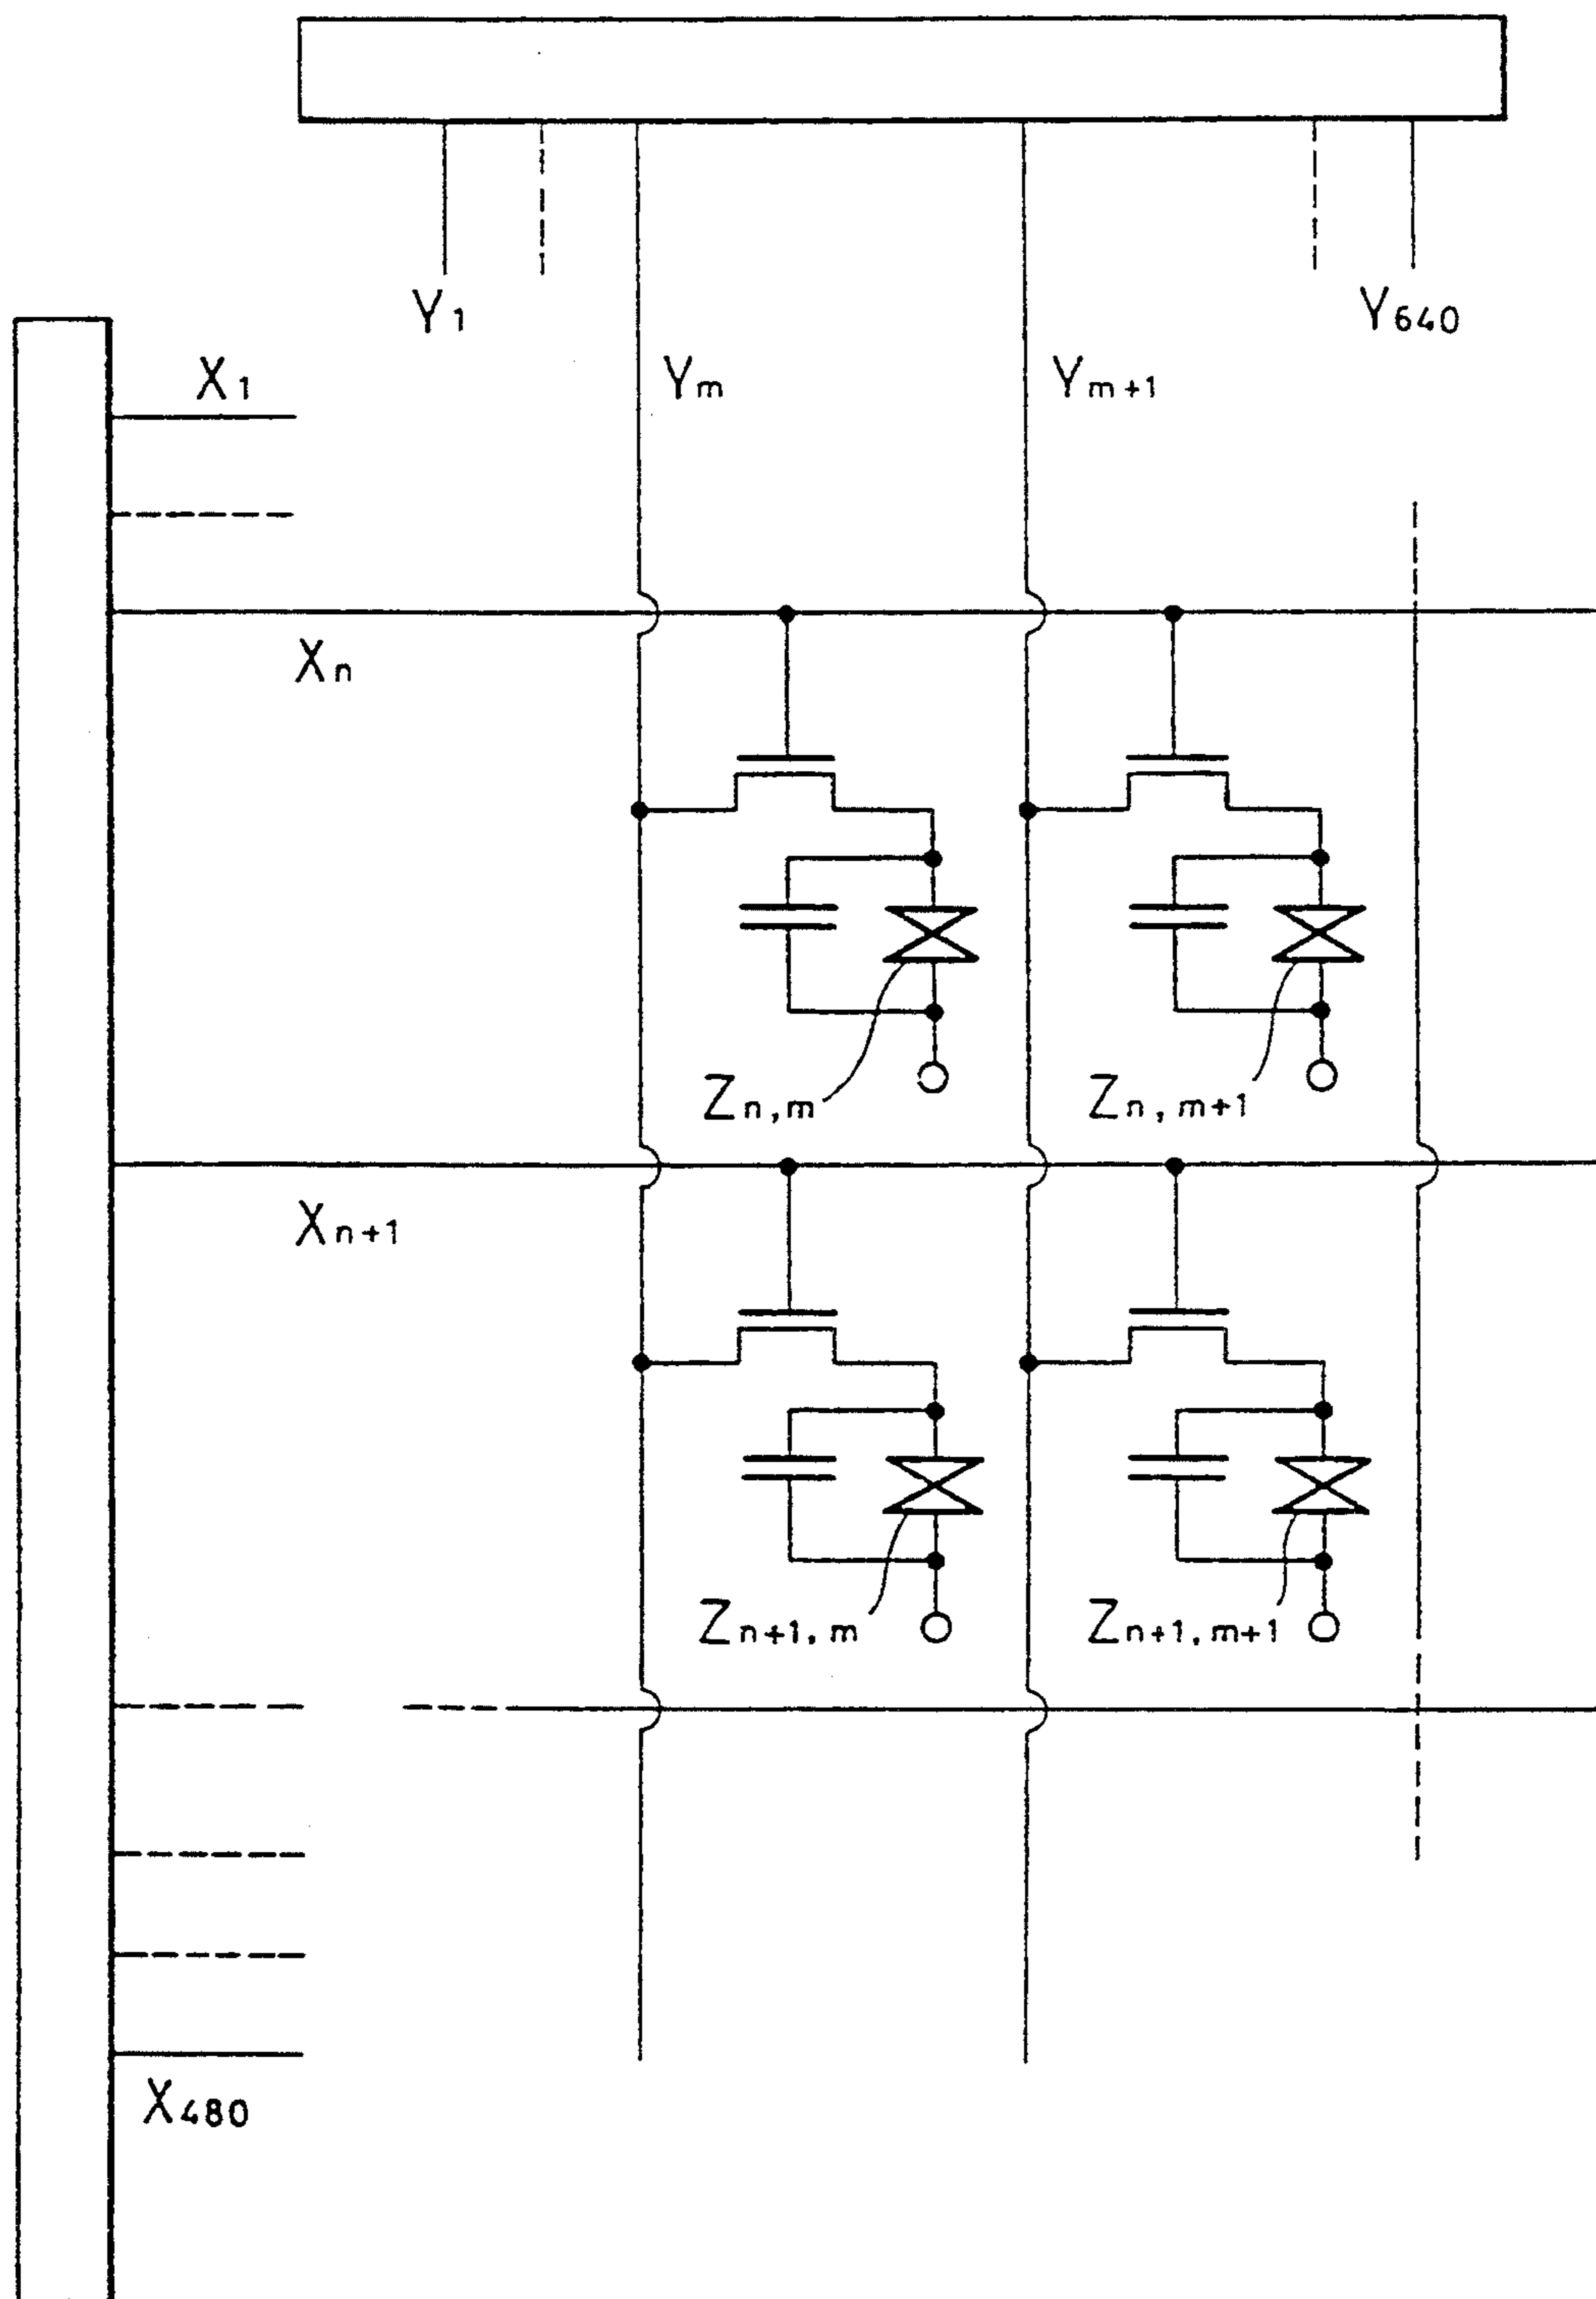 Y1
Y640
X1
Ym
Ym+1
Xn
Zn,m
Zn,m+1
Xn+1
Zn+1,m
Zn+1,m+1
X480